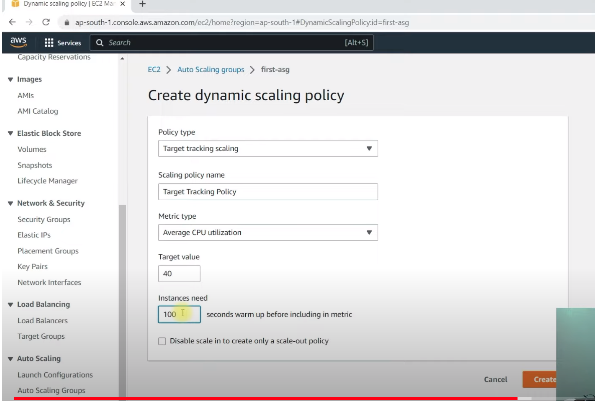 Dynamic scaling policy | EC2 Ma
ap-south-1.console.aws.amazon.com/ec2/home?region=ap-south-1#DynamicScalingPolicy:id=first-asg
aws
Services
Search
[Alt+S]
Capacity Reservations
Images
AMIs
AMI Catalog
Elastic Block Store
Volumes
Snapshots
Lifecycle Manager
Network & Security
Security Groups
Elastic IPs
Placement Groups
Key Pairs
Network Interfaces
Load Balancing
Load Balancers
Target Groups
Auto Scaling
Launch Configurations
Auto Scaling Groups
EC2 > Auto Scaling groups > first-asg
Create dynamic scaling policy
Policy type
Target tracking scaling
Scaling policy name
Target Tracking Policy
Metric type
Average CPU utilization
Target value
40
Instances need
100 seconds warm up before including in metric
Disable scale in to create only a scale-out policy
Cancel
Create